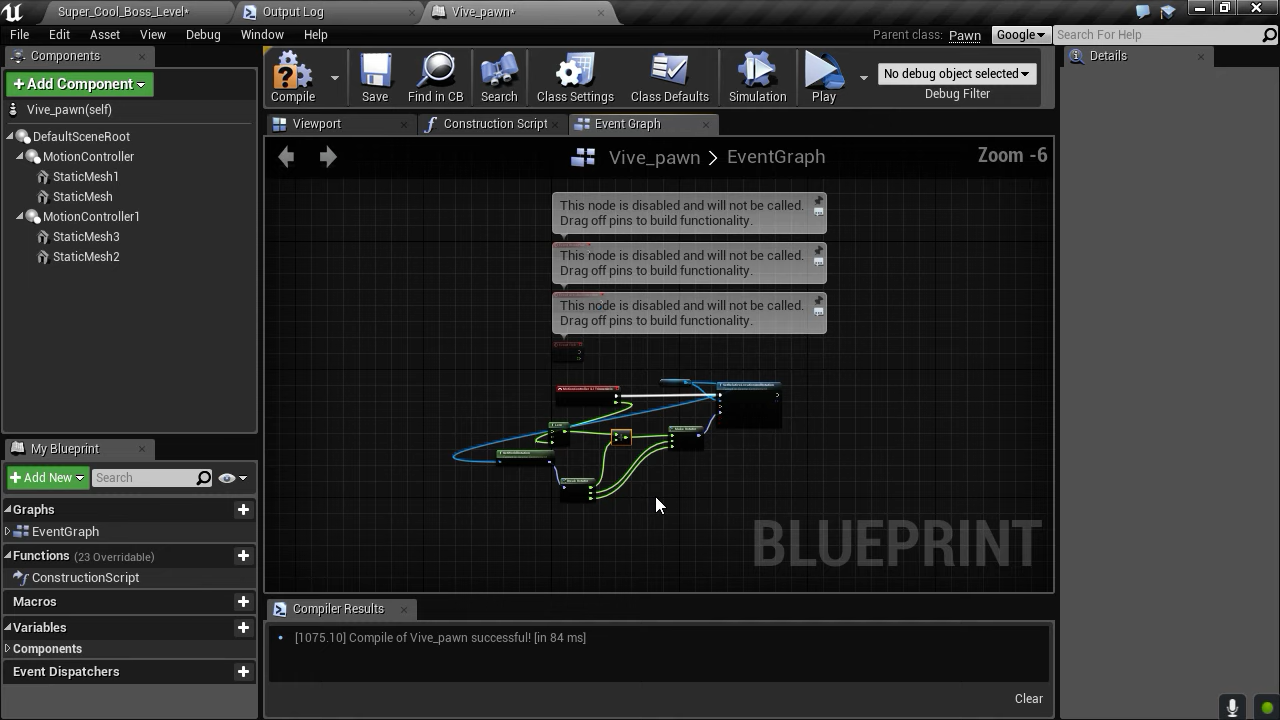 Super_Cool_Boss_Level*
Output Log
Vive_pawn*
File Edit Asset View Debug Window Help
Parent class: Pawn
Google
Search For Help
Components
+Add Component
Vive_pawn(self)
DefaultSceneRoot
MotionController
StaticMesh1
StaticMesh
MotionController1
StaticMesh3
StaticMesh2
My Blueprint
+Add New
Search
Graphs
EventGraph
Functions (23 Overridable)
ConstructionScript
Macros
Variables
Components
Event Dispatchers
Compile
Save
Find in CB
Search
Class Settings
Class Defaults
Simulation
Play
No debug object selected
Debug Filter
Viewport
Construction Script
Event Graph
Vive_pawn > EventGraph
Zoom -6
This node is disabled and will not be called.
Drag off pins to build functionality.
This node is disabled and will not be called.
Drag off pins to build functionality.
This node is disabled and will not be called.
Drag off pins to build functionality.
BLUEPRINT
Compiler Results
• [1075.10] Compile of Vive_pawn successful! [in 84 ms]
Clear
Details